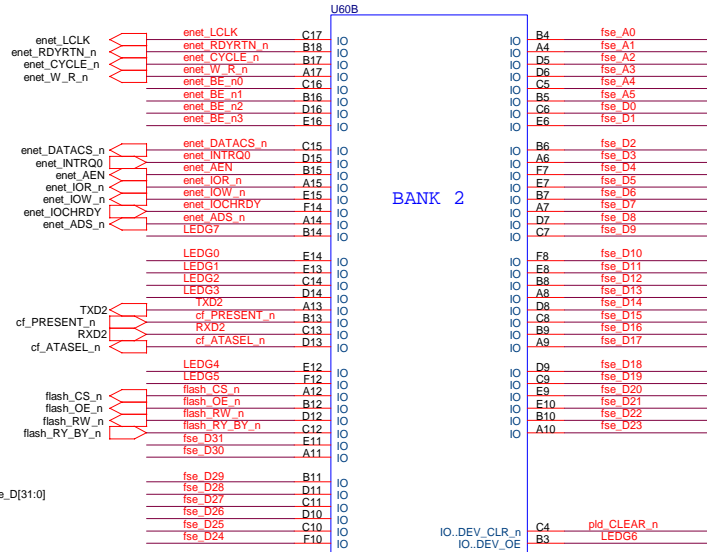 U60B
BANK 2
enet_LCLK enet_LCLK C17 IO
enet_RDYRTN_n enet_RDYRTN_n B18 IO
enet_CYCLE_n enet_CYCLE_n B17 IO
enet_W_R_n enet_W_R_n A17 IO
enet_BE_n0 C16 IO
enet_BE_n1 B16 IO
enet_BE_n2 D16 IO
enet_BE_n3 E16 IO
enet_DATACS_n enet_DATACS_n C15 IO
enet_INTRQ0 enet_INTRQ0 D15 IO
enet_AEN enet_AEN B15 IO
enet_IOR_n enet_IOR_n A15 IO
enet_IOW_n enet_IOW_n E15 IO
enet_IOCHRDY enet_IOCHRDY F14 IO
enet_ADS_n enet_ADS_n A14 IO
LEDG7 B14 IO
LEDG0 E14 IO
LEDG1 E13 IO
LEDG2 C14 IO
LEDG3 D14 IO
TXD2 TXD2 A13 IO
cf_PRESENT_n cf_PRESENT_n B13 IO
RXD2 RXD2 C13 IO
cf_ATASEL_n cf_ATASEL_n D13 IO
LEDG4 E12 IO
LEDG5 F12 IO
flash_CS_n flash_CS_n A12 IO
flash_OE_n flash_OE_n B12 IO
flash_RW_n flash_RW_n D12 IO
flash_RY_BY_n flash_RY_BY_n C12 IO
fse_D31 E11 IO
fse_D30 A11 IO
fse_D29 B11 IO
e_D[31:0] fse_D28 D11 IO
fse_D27 C11 IO
fse_D26 D10 IO
fse_D25 C10 IO
fse_D24 F10 IO
IO B4 fse_A0
IO A4 fse_A1
IO D5 fse_A2
IO D6 fse_A3
IO C5 fse_A4
IO B5 fse_A5
IO C6 fse_D0
IO E6 fse_D1
IO B6 fse_D2
IO A6 fse_D3
IO F7 fse_D4
IO E7 fse_D5
IO B7 fse_D6
IO A7 fse_D7
IO D7 fse_D8
IO C7 fse_D9
IO F8 fse_D10
IO E8 fse_D11
IO B8 fse_D12
IO A8 fse_D13
IO D8 fse_D14
IO C8 fse_D15
IO B9 fse_D16
IO A9 fse_D17
IO D9 fse_D18
IO C9 fse_D19
IO E9 fse_D20
IO E10 fse_D21
IO B10 fse_D22
IO A10 fse_D23
IO..DEV_CLR_n C4 pld_CLEAR_n
IO..DEV_OE B3 LEDG6